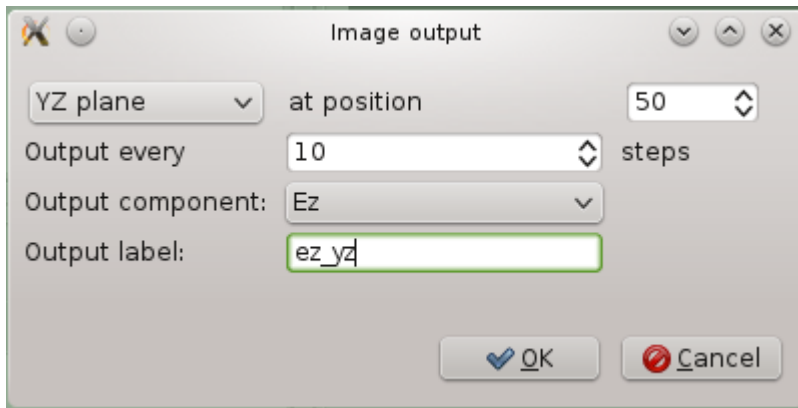 Image output
YZ plane at position 50
Output every 10 steps
Output component: Ez
Output label: ez_yz
OK Cancel